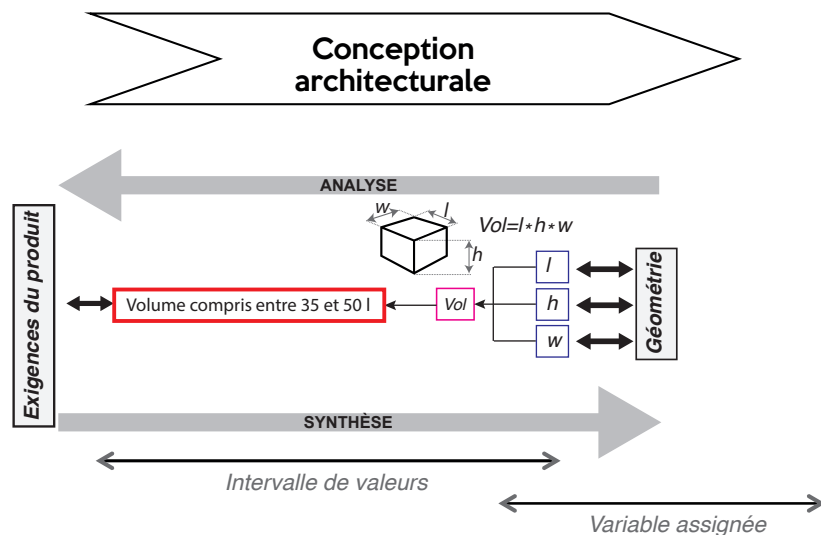 Conception
architecturale
ANALYSE
w
l
Vol=l*h*w
h
Exigences du produit
Volume compris entre 35 et 50 l
Vol
l
h
w
Géométrie
SYNTHÈSE
Intervalle de valeurs
Variable assignée